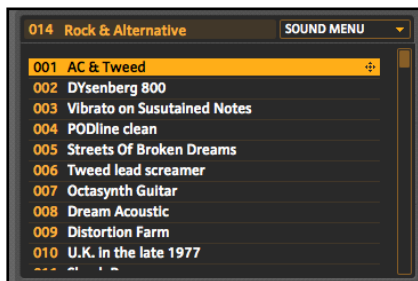 014 Rock & Alternative SOUND MENU
001 AC & Tweed
002 DYsenberg 800
003 Vibrato on Susutained Notes
004 PODline clean
005 Streets Of Broken Dreams
006 Tweed lead screamer
007 Octasynth Guitar
008 Dream Acoustic
009 Distortion Farm
010 U.K. in the late 1977